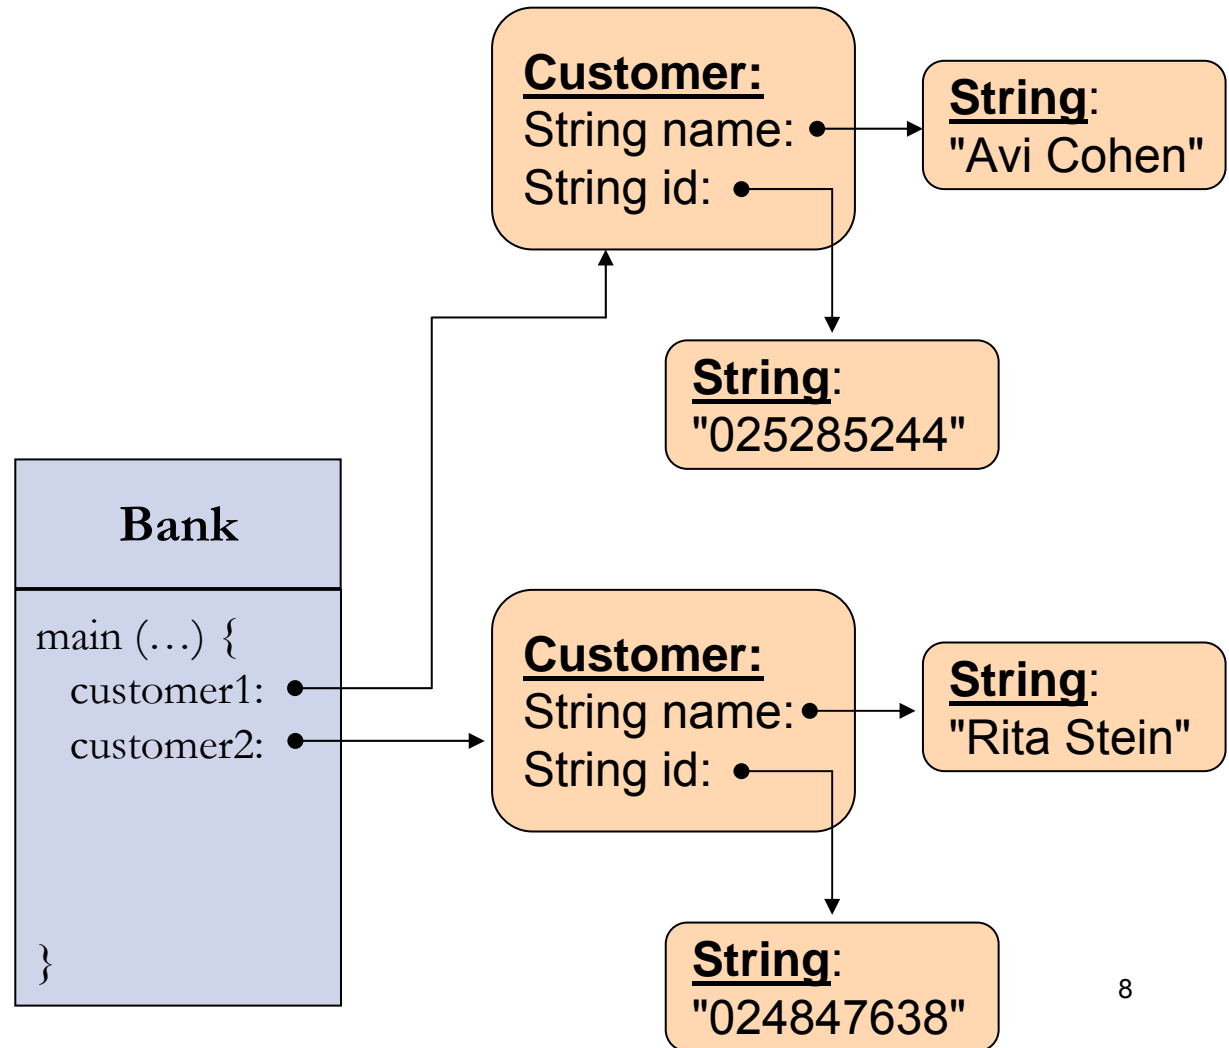 Customer:
String name:
String id:
String:
"Avi Cohen"
String:
"025285244"
Bank
main (…) {
customer1:
customer2:
}
Customer:
String name:
String id:
String:
"Rita Stein"
String:
"024847638"
8